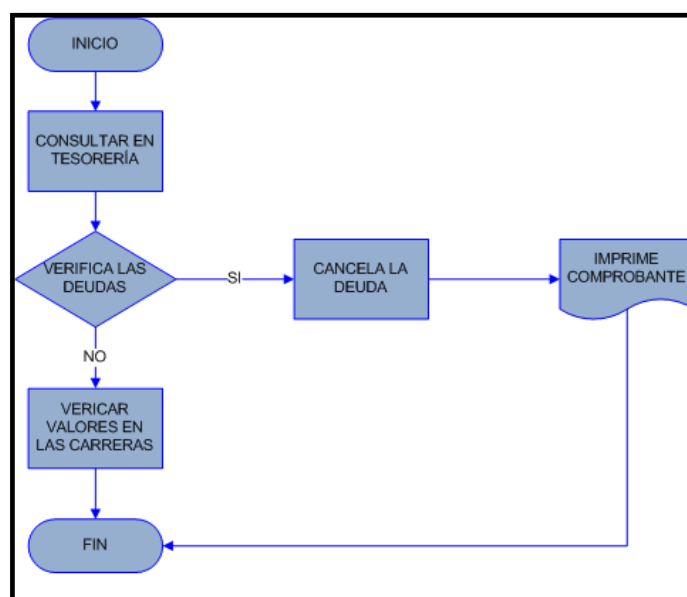 INICIO
CONSULTAR EN
TESORERÍA
VERIFICA LAS
DEUDAS
SI
CANCELA LA
DEUDA
IMPRIME
COMPROBANTE
NO
VERICAR
VALORES EN
LAS CARRERAS
FIN